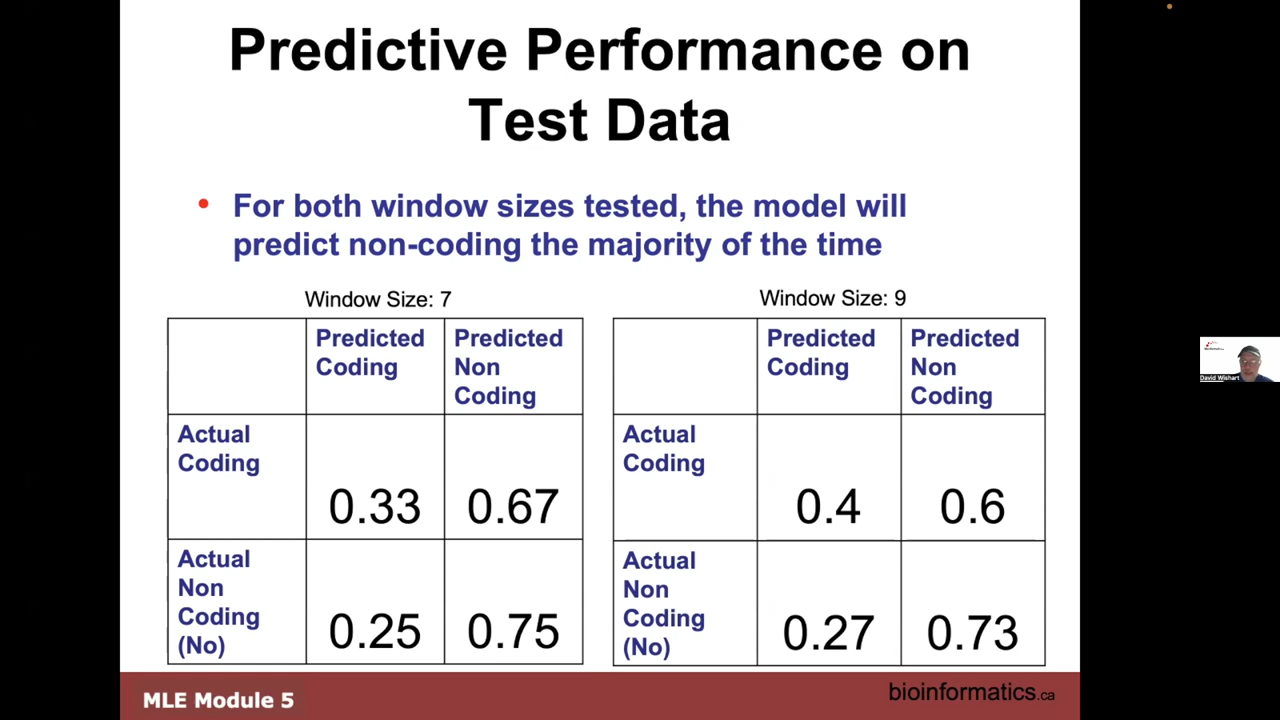 Predictive Performance on
Test Data
• For both window sizes tested, the model will
predict non-coding the majority of the time
Window Size: 7
Predicted
Coding
Predicted
Non
Coding
Actual
Coding
0.33
0.67
Actual
Non
Coding
(No)
0.25
0.75
Window Size: 9
Predicted
Coding
Predicted
Non
Coding
Actual
Coding
0.4
0.6
Actual
Non
Coding
(No)
0.27
0.73
MLE Module 5
bioinformatics.ca
David Wishart